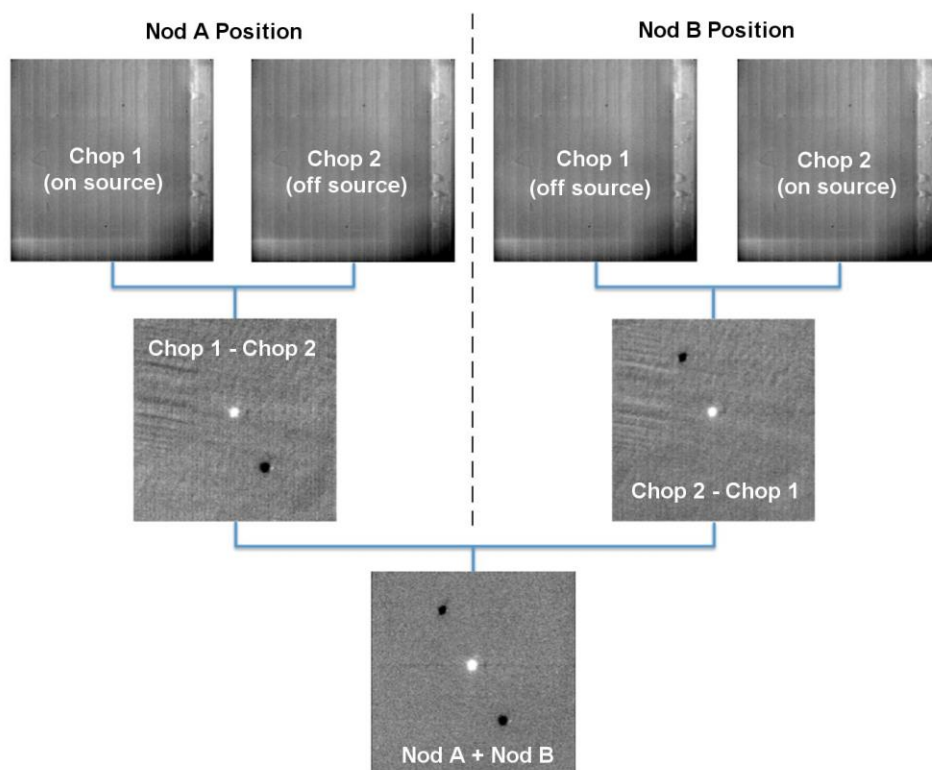 Nod A Position
Nod B Position
Chop 1
(on source)
Chop 2
(off source)
Chop 1
(off source)
Chop 2
(on source)
Chop 1 - Chop 2
Chop 2 - Chop 1
Nod A + Nod B